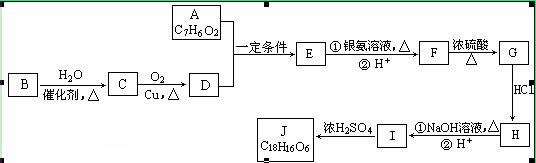 A
C₇H₆O₂
一定条件
E
①银氨溶液，△
② H⁺
F
浓硫酸
△
G
B
H₂O
催化剂，△
C
O₂
Cu，△
D
HCl
J
C₁₈H₁₆O₆
浓H₂SO₄
I
①NaOH溶液，△
② H⁺
H